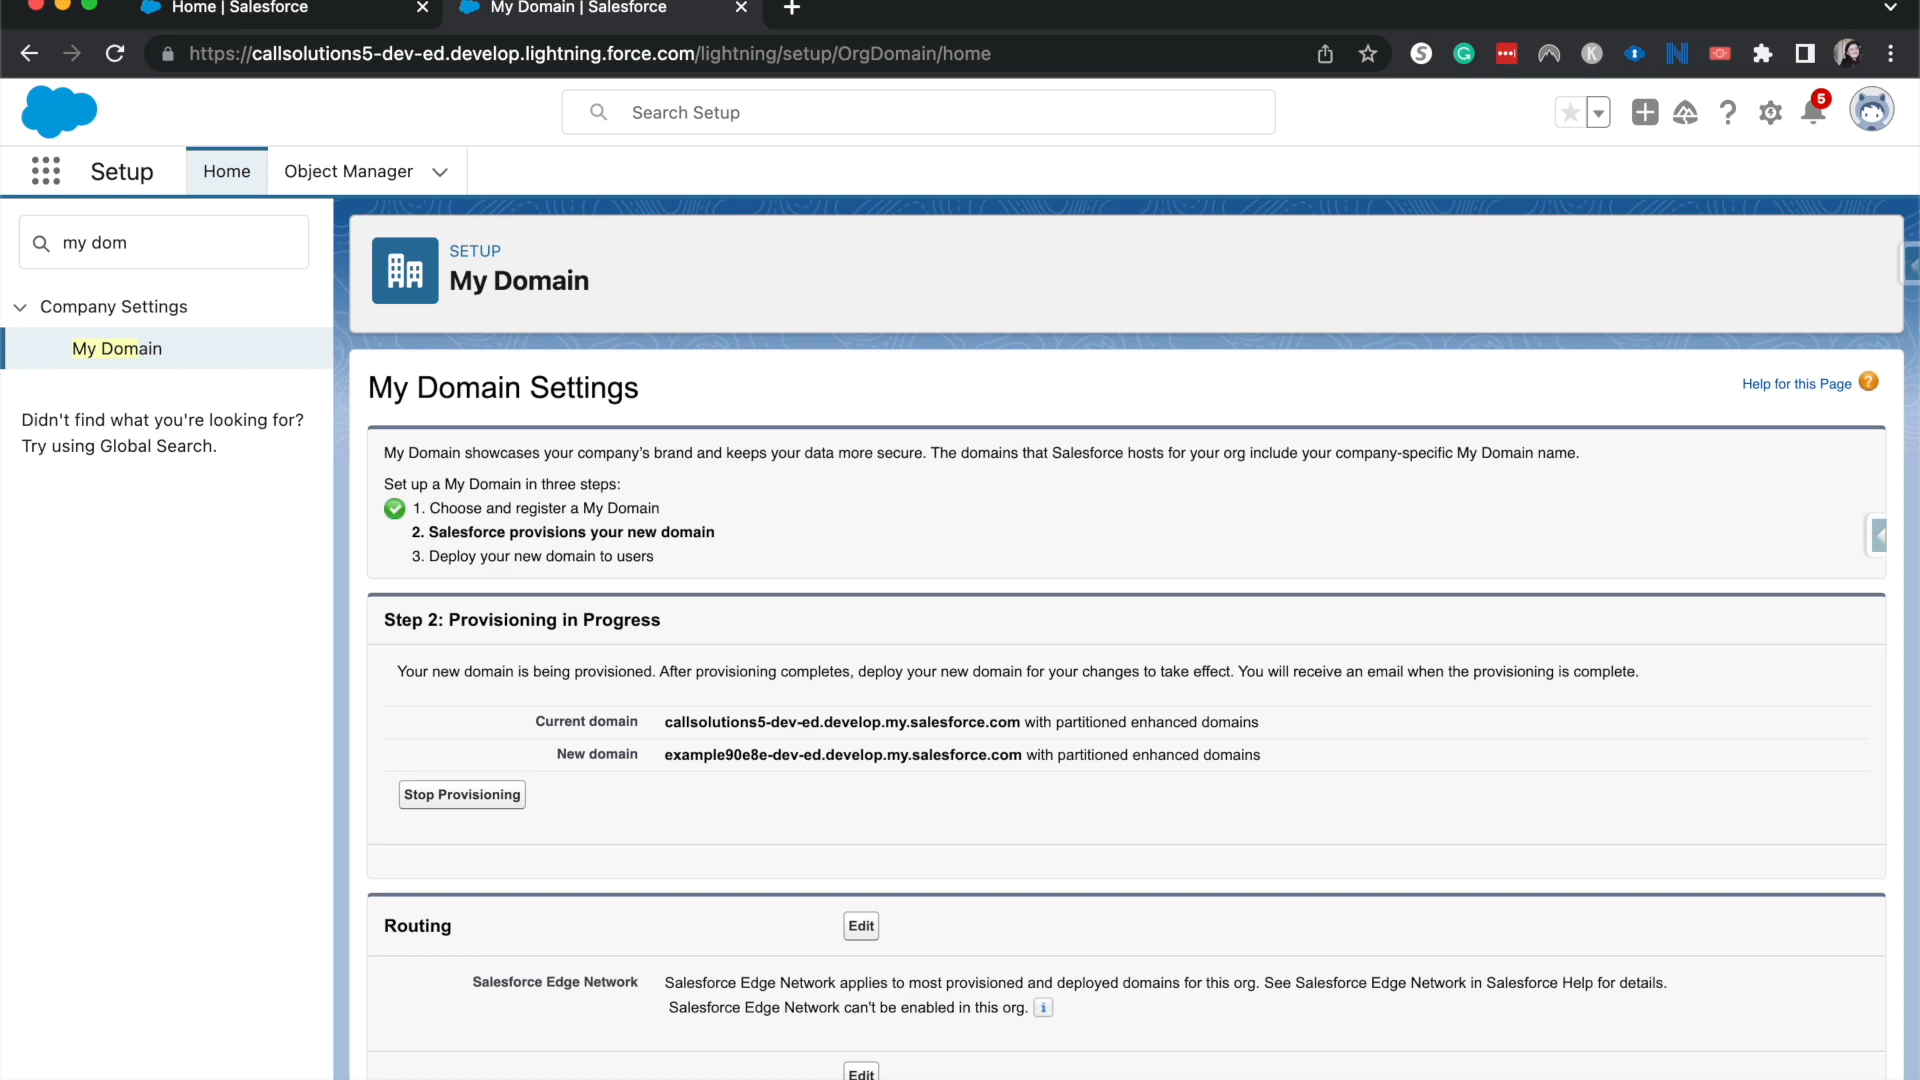 Home | Salesforce
My Domain | Salesforce
https://callsolutions5-dev-ed.develop.lightning.force.com/lightning/setup/OrgDomain/home
Search Setup
5
Setup
Home
Object Manager
my dom
SETUP
My Domain
Company Settings
My Domain
Didn't find what you're looking for?
Try using Global Search.
My Domain Settings
Help for this Page
My Domain showcases your company's brand and keeps your data more secure. The domains that Salesforce hosts for your org include your company-specific My Domain name.
Set up a My Domain in three steps:
1. Choose and register a My Domain
2. Salesforce provisions your new domain
3. Deploy your new domain to users
Step 2: Provisioning in Progress
Your new domain is being provisioned. After provisioning completes, deploy your new domain for your changes to take effect. You will receive an email when the provisioning is complete.
Current domain callsolutions5-dev-ed.develop.my.salesforce.com with partitioned enhanced domains
New domain example90e8e-dev-ed.develop.my.salesforce.com with partitioned enhanced domains
Stop Provisioning
Routing
Edit
Salesforce Edge Network Salesforce Edge Network applies to most provisioned and deployed domains for this org. See Salesforce Edge Network in Salesforce Help for details.
Salesforce Edge Network can't be enabled in this org.
Edit